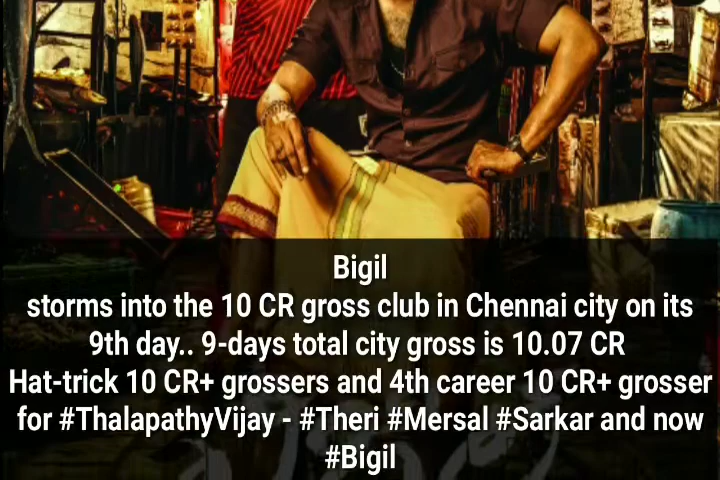 Bigil
storms into the 10 CR gross club in Chennai city on its
9th day.. 9-days total city gross is 10.07 CR
Hat-trick 10 CR+ grossers and 4th career 10 CR+ grosser
for #ThalapathyVijay - #Theri #Mersal #Sarkar and now
#Bigil